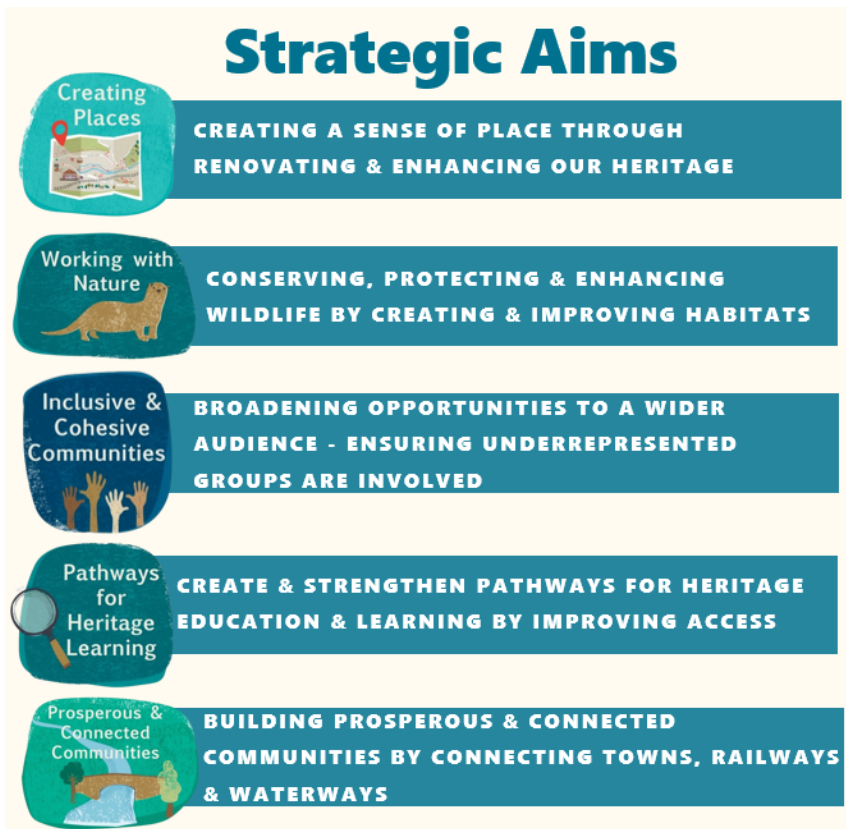 Strategic Aims
Creating
Places
CREATING A SENSE OF PLACE THROUGH
RENOVATING & ENHANCING OUR HERITAGE
Working with
Nature
CONSERVING, PROTECTING & ENHANCING
WILDLIFE BY CREATING & IMPROVING HABITATS
Inclusive &
Cohesive
Communities
BROADENING OPPORTUNITIES TO A WIDER
AUDIENCE - ENSURING UNDERREPRESENTED
GROUPS ARE INVOLVED
Pathways
for
Heritage
Learning
CREATE & STRENGTHEN PATHWAYS FOR HERITAGE
EDUCATION & LEARNING BY IMPROVING ACCESS
Prosperous &
Connected
Communities
BUILDING PROSPEROUS & CONNECTED
COMMUNITIES BY CONNECTING TOWNS, RAILWAYS
& WATERWAYS